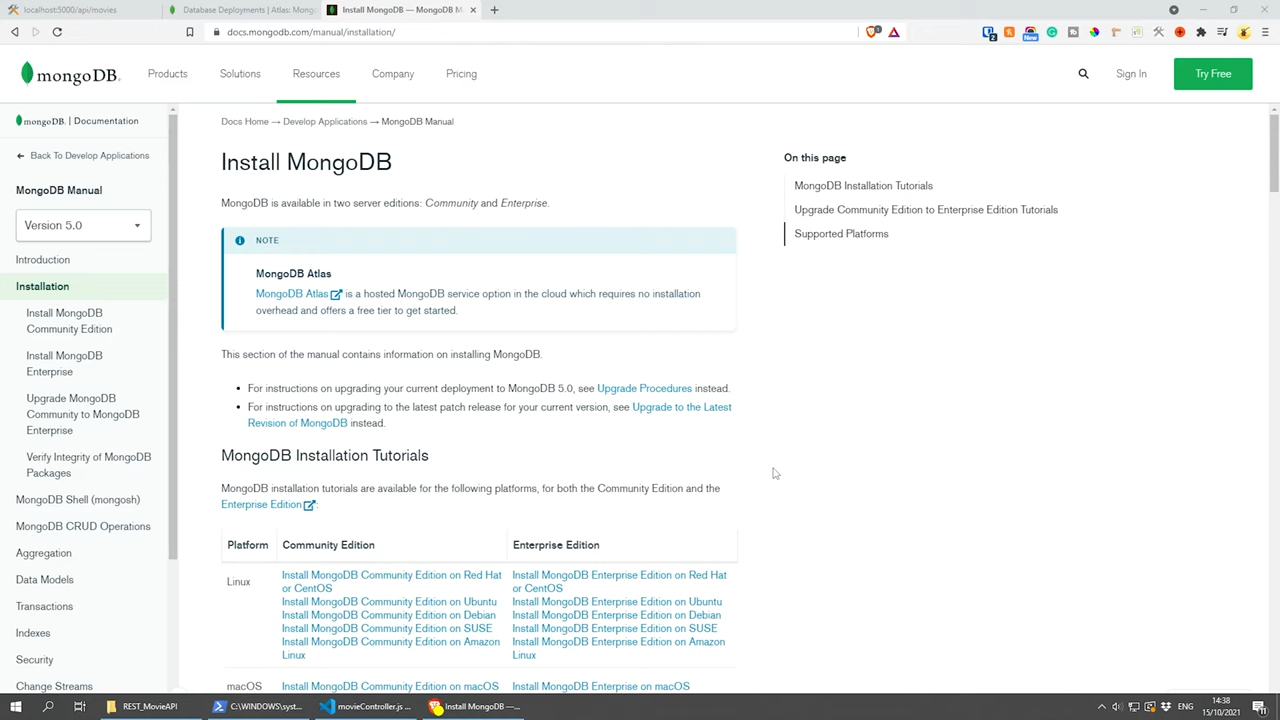 localhost:5000/api/movies
Database Deployments | Atlas: Mong
Install MongoDB — MongoDB M
docs.mongodb.com/manual/installation/
mongoDB.
Products
Solutions
Resources
Company
Pricing
Sign In
Try Free
mongoDB. | Documentation
Back To Develop Applications
MongoDB Manual
Version 5.0
Introduction
Installation
Install MongoDB
Community Edition
Install MongoDB
Enterprise
Upgrade MongoDB
Community to MongoDB
Enterprise
Verify Integrity of MongoDB
Packages
MongoDB Shell (mongosh)
MongoDB CRUD Operations
Aggregation
Data Models
Transactions
Indexes
Security
Change Streams
Docs Home → Develop Applications → MongoDB Manual
Install MongoDB
MongoDB is available in two server editions: Community and Enterprise.
NOTE
MongoDB Atlas
MongoDB Atlas is a hosted MongoDB service option in the cloud which requires no installation
overhead and offers a free tier to get started.
This section of the manual contains information on installing MongoDB.
• For instructions on upgrading your current deployment to MongoDB 5.0, see Upgrade Procedures instead.
• For instructions on upgrading to the latest patch release for your current version, see Upgrade to the Latest
Revision of MongoDB instead.
MongoDB Installation Tutorials
MongoDB installation tutorials are available for the following platforms, for both the Community Edition and the
Enterprise Edition :
Platform Community Edition Enterprise Edition
Linux
Install MongoDB Community Edition on Red Hat
or CentOS
Install MongoDB Community Edition on Ubuntu
Install MongoDB Community Edition on Debian
Install MongoDB Community Edition on SUSE
Install MongoDB Community Edition on Amazon
Linux
Install MongoDB Enterprise Edition on Red Hat
or CentOS
Install MongoDB Enterprise Edition on Ubuntu
Install MongoDB Enterprise Edition on Debian
Install MongoDB Enterprise Edition on SUSE
Install MongoDB Enterprise Edition on Amazon
Linux
macOS Install MongoDB Community Edition on macOS Install MongoDB Enterprise on macOS
On this page
MongoDB Installation Tutorials
Upgrade Community Edition to Enterprise Edition Tutorials
Supported Platforms
REST_MovieAPI
C:\WINDOWS\syst...
movieController.js ...
Install MongoDB —...
ENG
14:38
15/10/2021